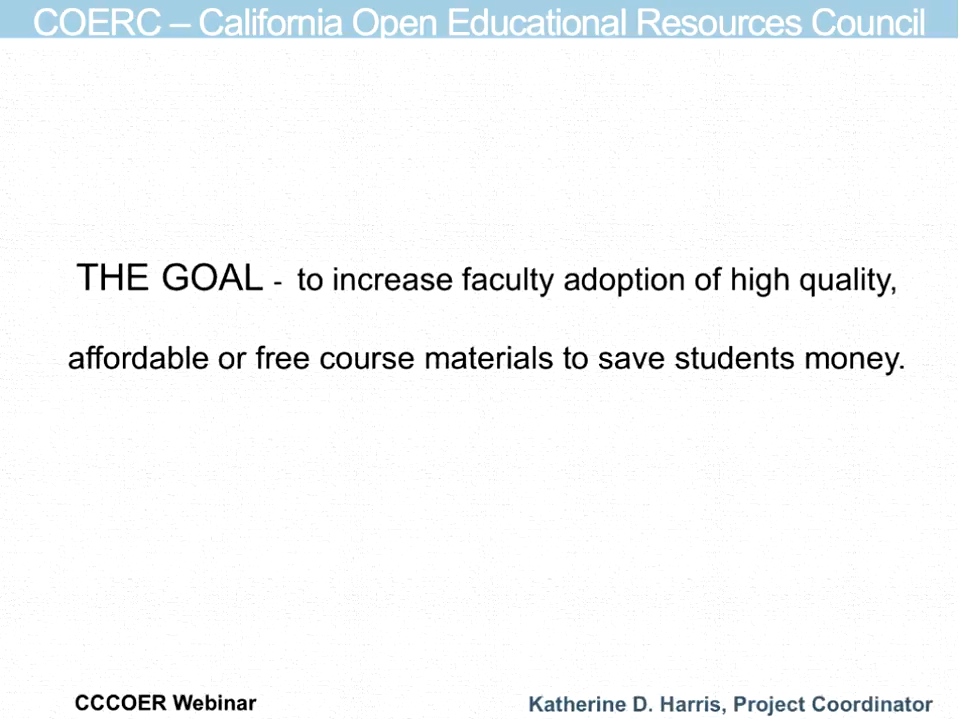 COERC – California Open Educational Resources Council
THE GOAL - to increase faculty adoption of high quality,
affordable or free course materials to save students money.
CCCOER Webinar
Katherine D. Harris, Project Coordinator